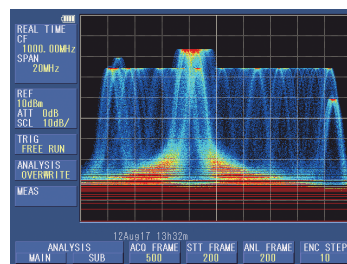 REAL TIME
CF
1000.00MHz
SPAN
20MHz
REF
10dBm
ATT 0dB
SCL 10dB/
TRIG
FREE RUN
ANALYSIS
OVERWRITE
MEAS
12Aug17 13h32m
ANALYSIS
MAIN SUB
ACQ FRAME
500
STT FRAME
200
ANL FRAME
200
ENC STEP
10